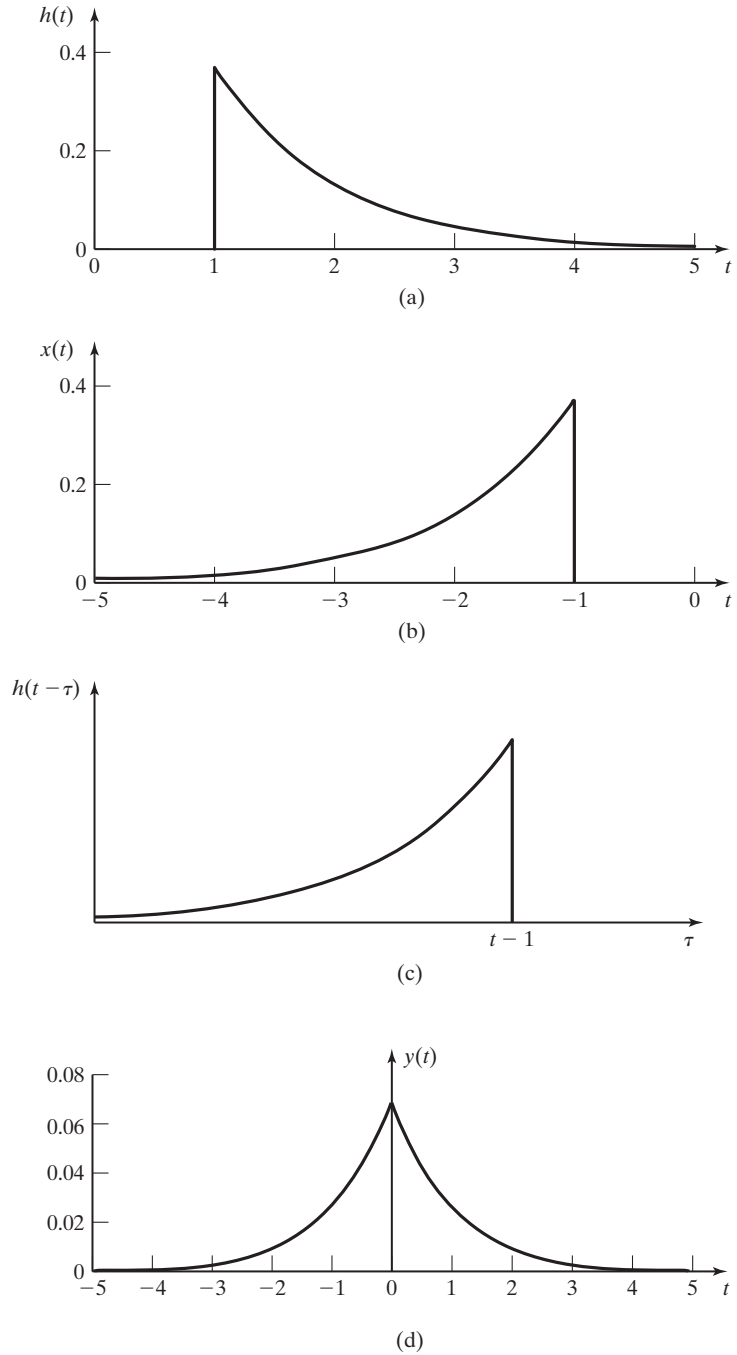 h(t)
0.4
0.2
0
0 1 2 3 4 5 t
(a)
x(t)
0.4
0.2
0
−5 −4 −3 −2 −1 0 t
(b)
h(t − τ)
t − 1 τ
(c)
y(t)
0.08
0.06
0.04
0.02
0
−5 −4 −3 −2 −1 0 1 2 3 4 5 t
(d)